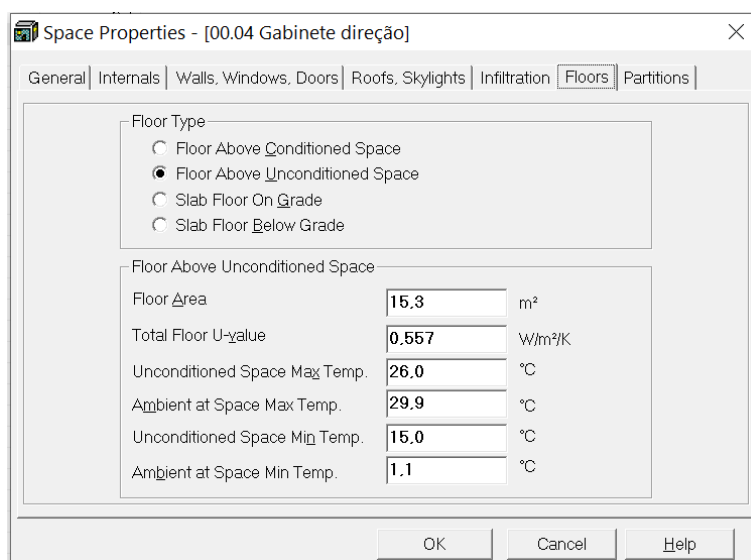 Space Properties - [00.04 Gabinete direção]
General Internals Walls, Windows, Doors Roofs, Skylights Infiltration Floors Partitions
Floor Type
Floor Above Conditioned Space
Floor Above Unconditioned Space
Slab Floor On Grade
Slab Floor Below Grade
Floor Above Unconditioned Space
Floor Area 15,3 m²
Total Floor U-value 0,557 W/m²/K
Unconditioned Space Max Temp. 26,0 °C
Ambient at Space Max Temp. 29,9 °C
Unconditioned Space Min Temp. 15,0 °C
Ambient at Space Min Temp. 1,1 °C
OK Cancel Help